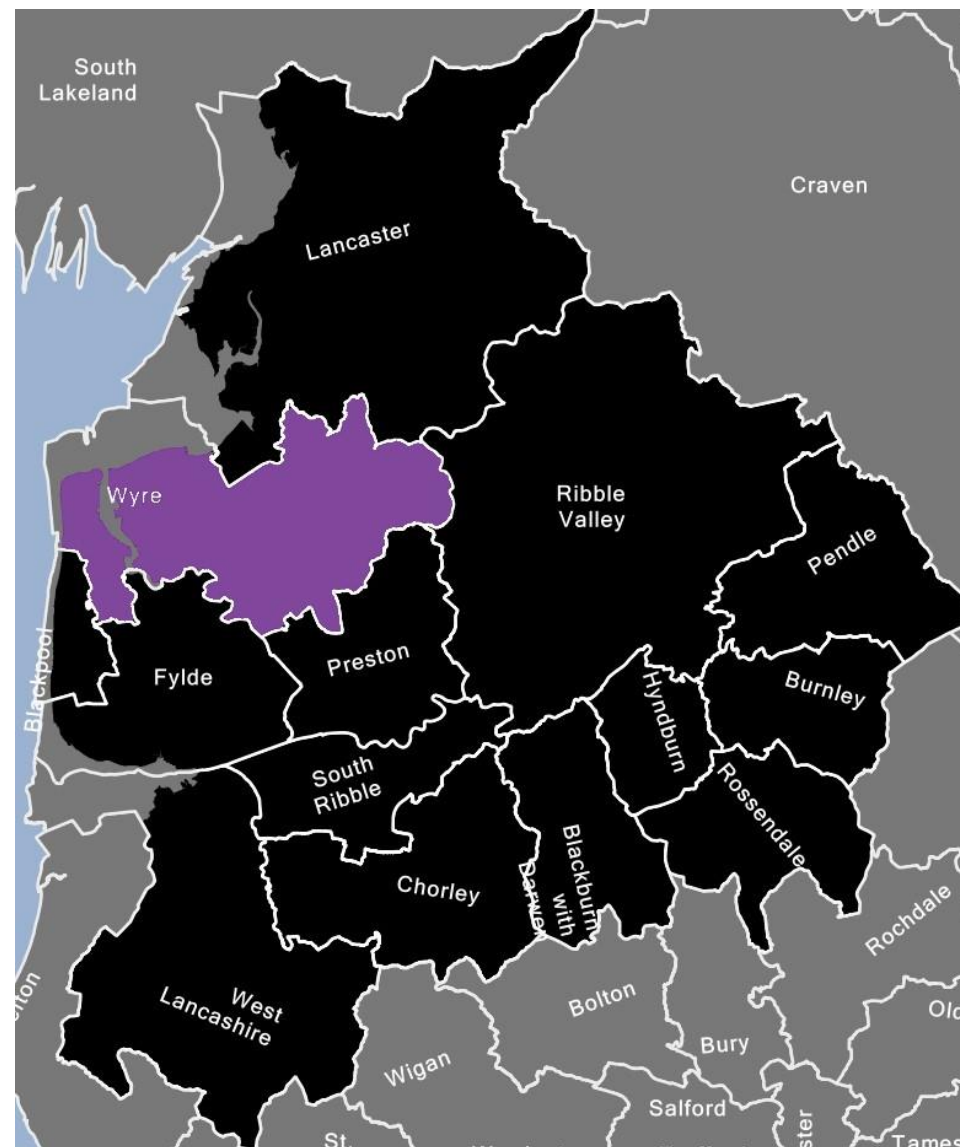 South
Lakeland
Craven
Lancaster
Wyre
Ribble
Valley
Pendle
Blackpool
Fylde
Preston
Hyndburn
Burnley
South
Ribble
Rossendale
Chorley
Blackburn
with
Darwen
Rochdale
West
Lancashire
Bolton
Bury
Wigan
Salford
St.